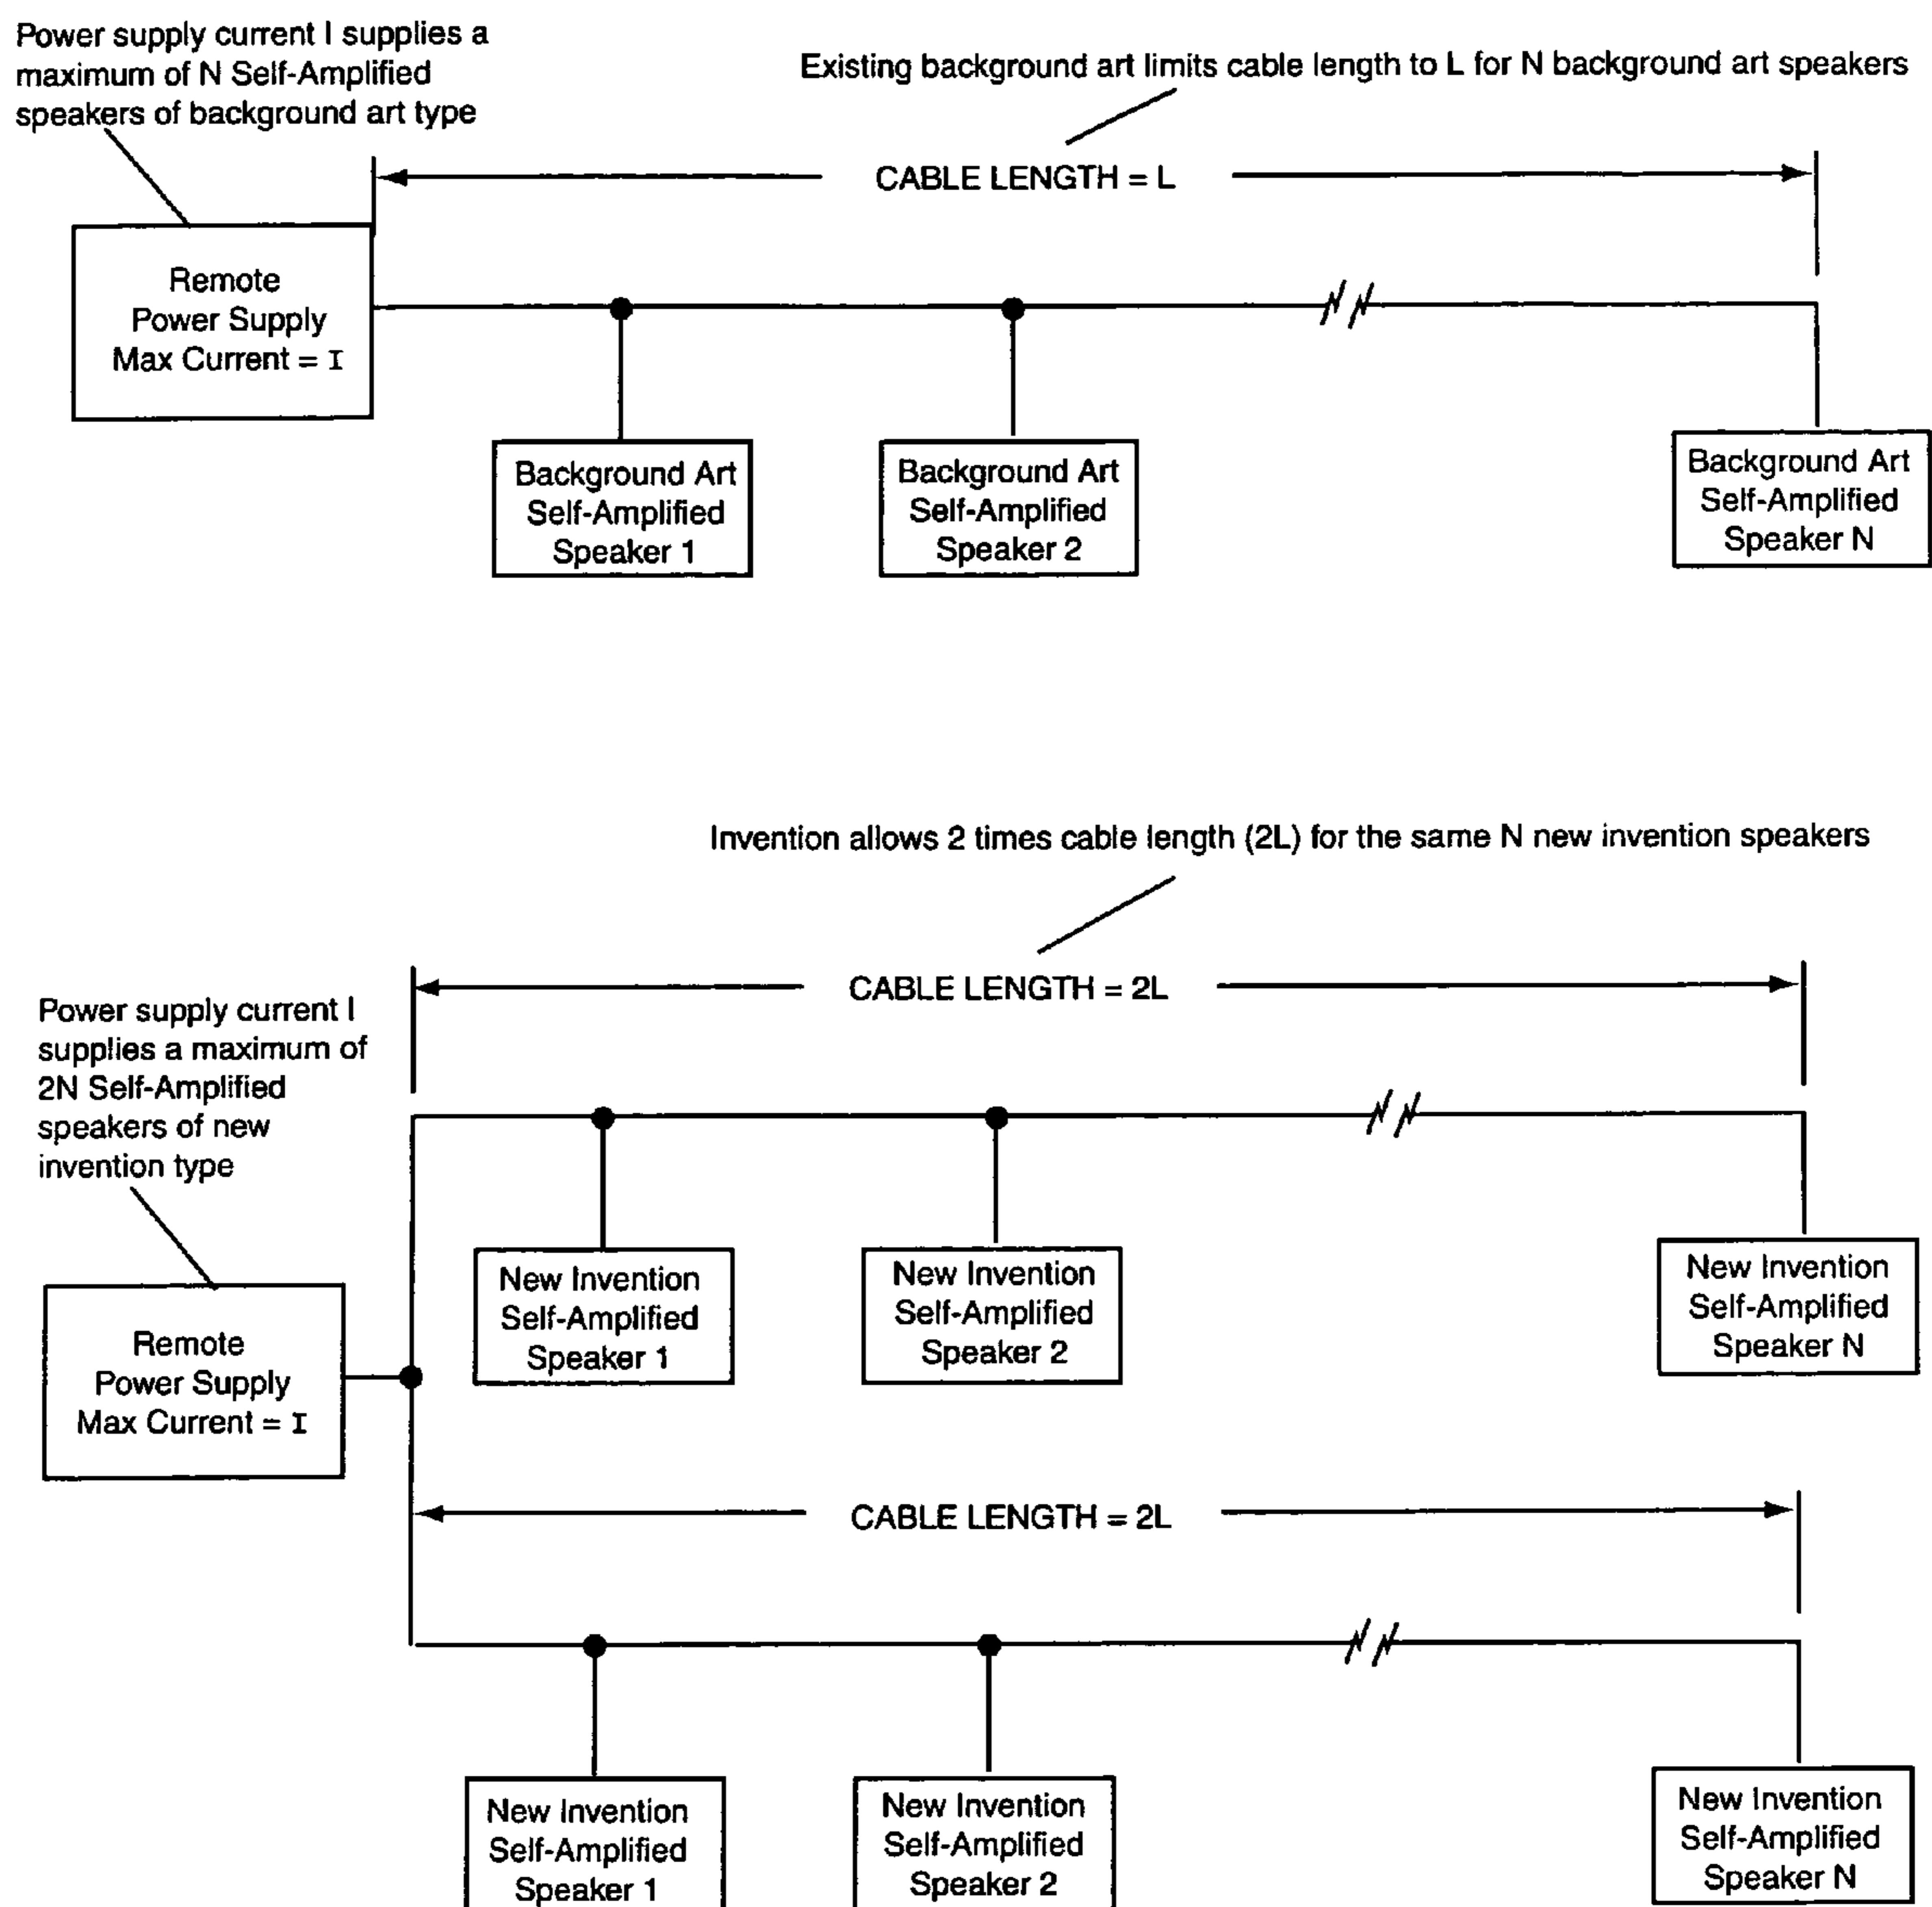 Power supply current I supplies a
maximum of N Self-Amplified
speakers of background art type
Existing background art limits cable length to L for N background art speakers
CABLE LENGTH = L
Remote
Power Supply
Max Current = I
Background Art
Self-Amplified
Speaker 1
Background Art
Self-Amplified
Speaker 2
Background Art
Self-Amplified
Speaker N
Invention allows 2 times cable length (2L) for the same N new invention speakers
CABLE LENGTH = 2L
Power supply current I
supplies a maximum of
2N Self-Amplified
speakers of new
invention type
New Invention
Self-Amplified
Speaker 1
New Invention
Self-Amplified
Speaker 2
New Invention
Self-Amplified
Speaker N
Remote
Power Supply
Max Current = I
CABLE LENGTH = 2L
New Invention
Self-Amplified
Speaker 1
New Invention
Self-Amplified
Speaker 2
New Invention
Self-Amplified
Speaker N